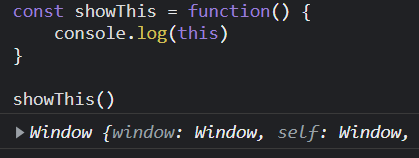 const showThis = function() {
    console.log(this)
}
showThis()
▶ Window {window: Window, self: Window,